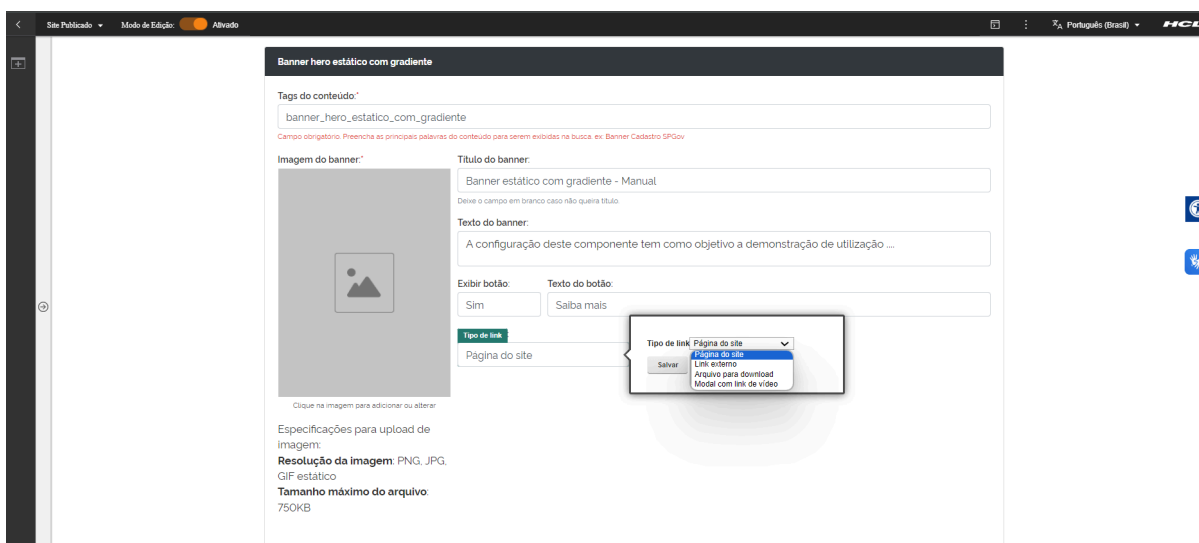 Site Publicado
Modo de Edição:
Ativado
Português (Brasil)
HCL
Banner hero estático com gradiente
Tags do conteúdo:*
banner_hero_estatico_com_gradiente
Campo obrigatório. Preencha as principais palavras do conteúdo para serem exibidas na busca. ex: Banner Cadastro SPGov
Imagem do banner:*
Clique na imagem para adicionar ou alterar
Especificações para upload de
imagem:
Resolução da imagem: PNG, JPG,
GIF estático
Tamanho máximo do arquivo:
750KB
Título do banner:
Banner estático com gradiente - Manual
Deixe o campo em branco caso não queira título.
Texto do banner:
A configuração deste componente tem como objetivo a demonstração de utilização ....
Exibir botão:
Texto do botão:
Sim
Saiba mais
Tipo de link
Página do site
Tipo de link
Página do site
Página do site
Link externo
Arquivo para download
Modal com link de vídeo
Salvar